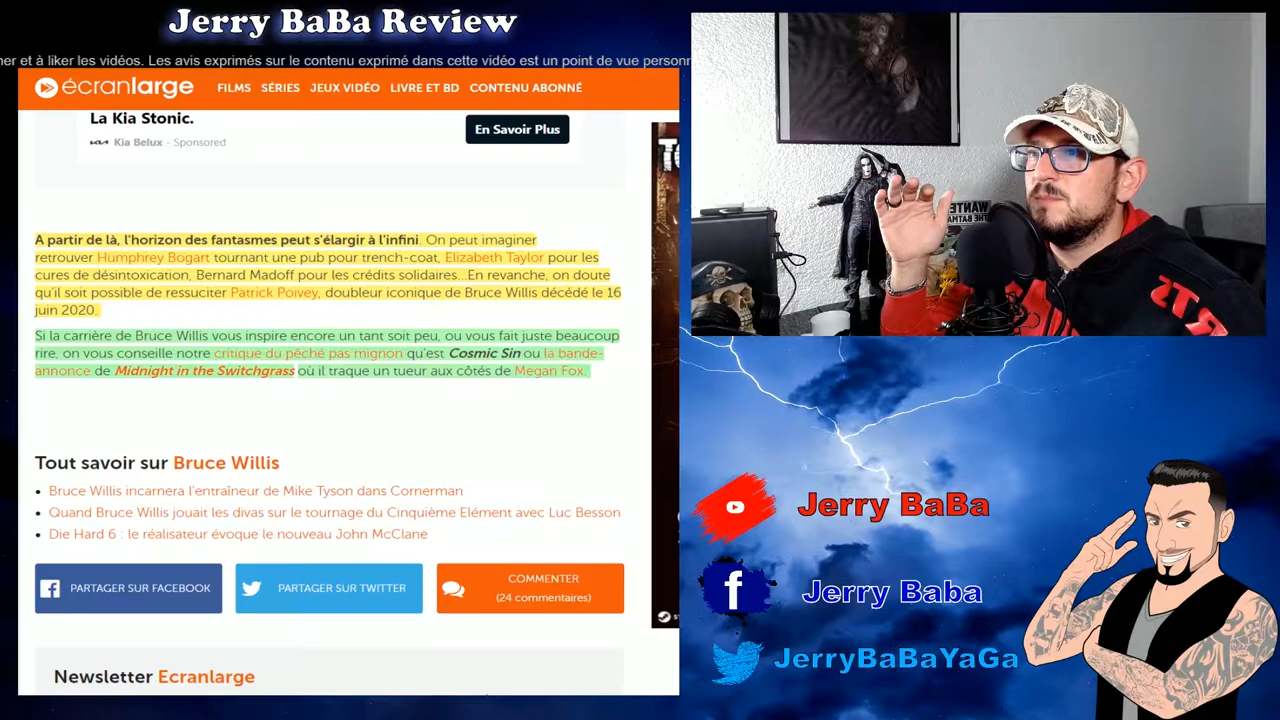 Jerry BaBa Review
ner et à liker les vidéos. Les avis exprimés sur le contenu exprimé dans cette vidéo est un point de vue personn
écranlarge FILMS SÉRIES JEUX VIDÉO LIVRE ET BD CONTENU ABONNÉ
La Kia Stonic.
En Savoir Plus
Kia Belux - Sponsored
A partir de là, l'horizon des fantasmes peut s'élargir à l'infini. On peut imaginer
retrouver Humphrey Bogart tournant une pub pour trench-coat, Elizabeth Taylor pour les
cures de désintoxication, Bernard Madoff pour les crédits solidaires...En revanche, on doute
qu'il soit possible de ressuciter Patrick Poivey, doubleur iconique de Bruce Willis décédé le 16
juin 2020.
Si la carrière de Bruce Willis vous inspire encore un tant soit peu, ou vous fait juste beaucoup
rire, on vous conseille notre critique du pêché pas mignon qu'est Cosmic Sin ou la bande-
annonce de Midnight in the Switchgrass où il traque un tueur aux côtés de Megan Fox.
Tout savoir sur Bruce Willis
• Bruce Willis incarnera l'entraîneur de Mike Tyson dans Cornerman
• Quand Bruce Willis jouait les divas sur le tournage du Cinquième Elément avec Luc Besson
• Die Hard 6 : le réalisateur évoque le nouveau John McClane
PARTAGER SUR FACEBOOK
PARTAGER SUR TWITTER
COMMENTER
(24 commentaires)
Newsletter Ecranlarge
WANTED
THE BATMA
Jerry BaBa
Jerry Baba
JerryBaBaYaGa